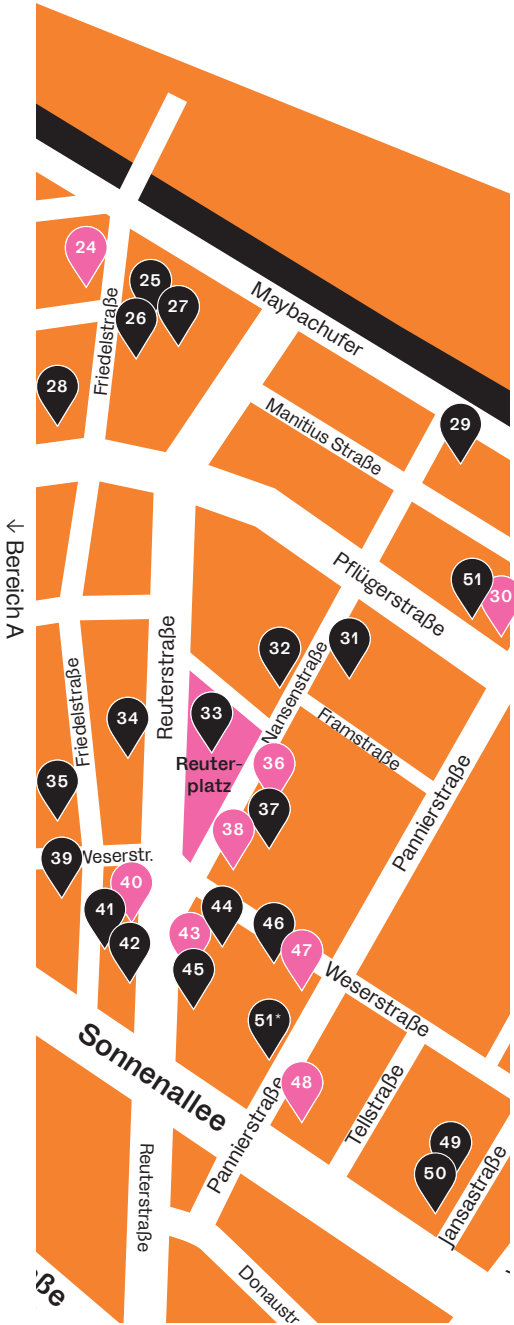 24
25
26
27
Friedelstraße
Maybachufer
28
Manitius Straße
29
↓ Bereich A
Pflügerstraße
51
30
31
32
Nansenstraße
Reuterstraße
Friedelstraße
33
34
Framstraße
Reuter-
platz
36
35
37
Pannierstraße
38
39
Weserstr.
40
41
44
42
43
46
45
47
Weserstraße
51*
Sonnenallee
48
Pannierstraße
Tellstraße
49
50
Jansastraße
Reuterstraße
Donaustr
ße